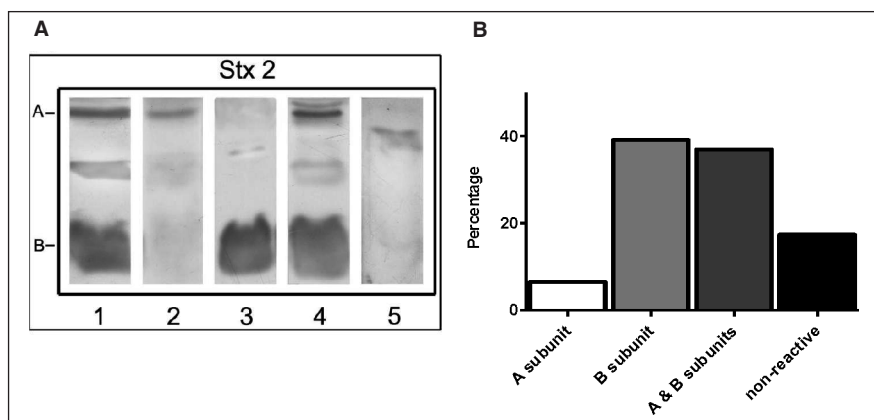 A
Stx 2
A–
B–
1 2 3 4 5
B
Percentage
40
20
0
A subunit
B subunit
A & B subunits
non-reactive